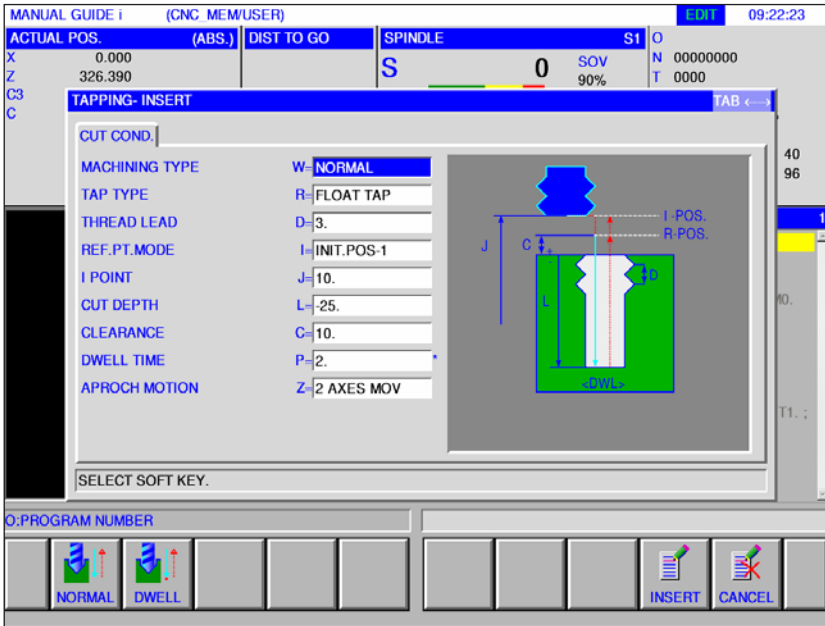 MANUAL GUIDE i (CNC_MEM/USER) EDIT 09:22:23
ACTUAL POS. (ABS.) DIST TO GO SPINDLE S1 O
X 0.000 S 0 SOV N 00000000
Z 326.390 90% T 0000
C3
C
40
96
TAPPING- INSERT TAB ←→
CUT COND.
MACHINING TYPE W=NORMAL
TAP TYPE R=FLOAT TAP
THREAD LEAD D=3.
REF.PT.MODE I=INIT.POS-1
I POINT J=10.
CUT DEPTH L=-25.
CLEARANCE C=10.
DWELL TIME P=2. *
APROCH MOTION Z=2 AXES MOV
I -POS.
R-POS.
J C + -
D
L
<DWL>
1
M0.
T1. ;
SELECT SOFT KEY.
O:PROGRAM NUMBER
NORMAL DWELL INSERT CANCEL